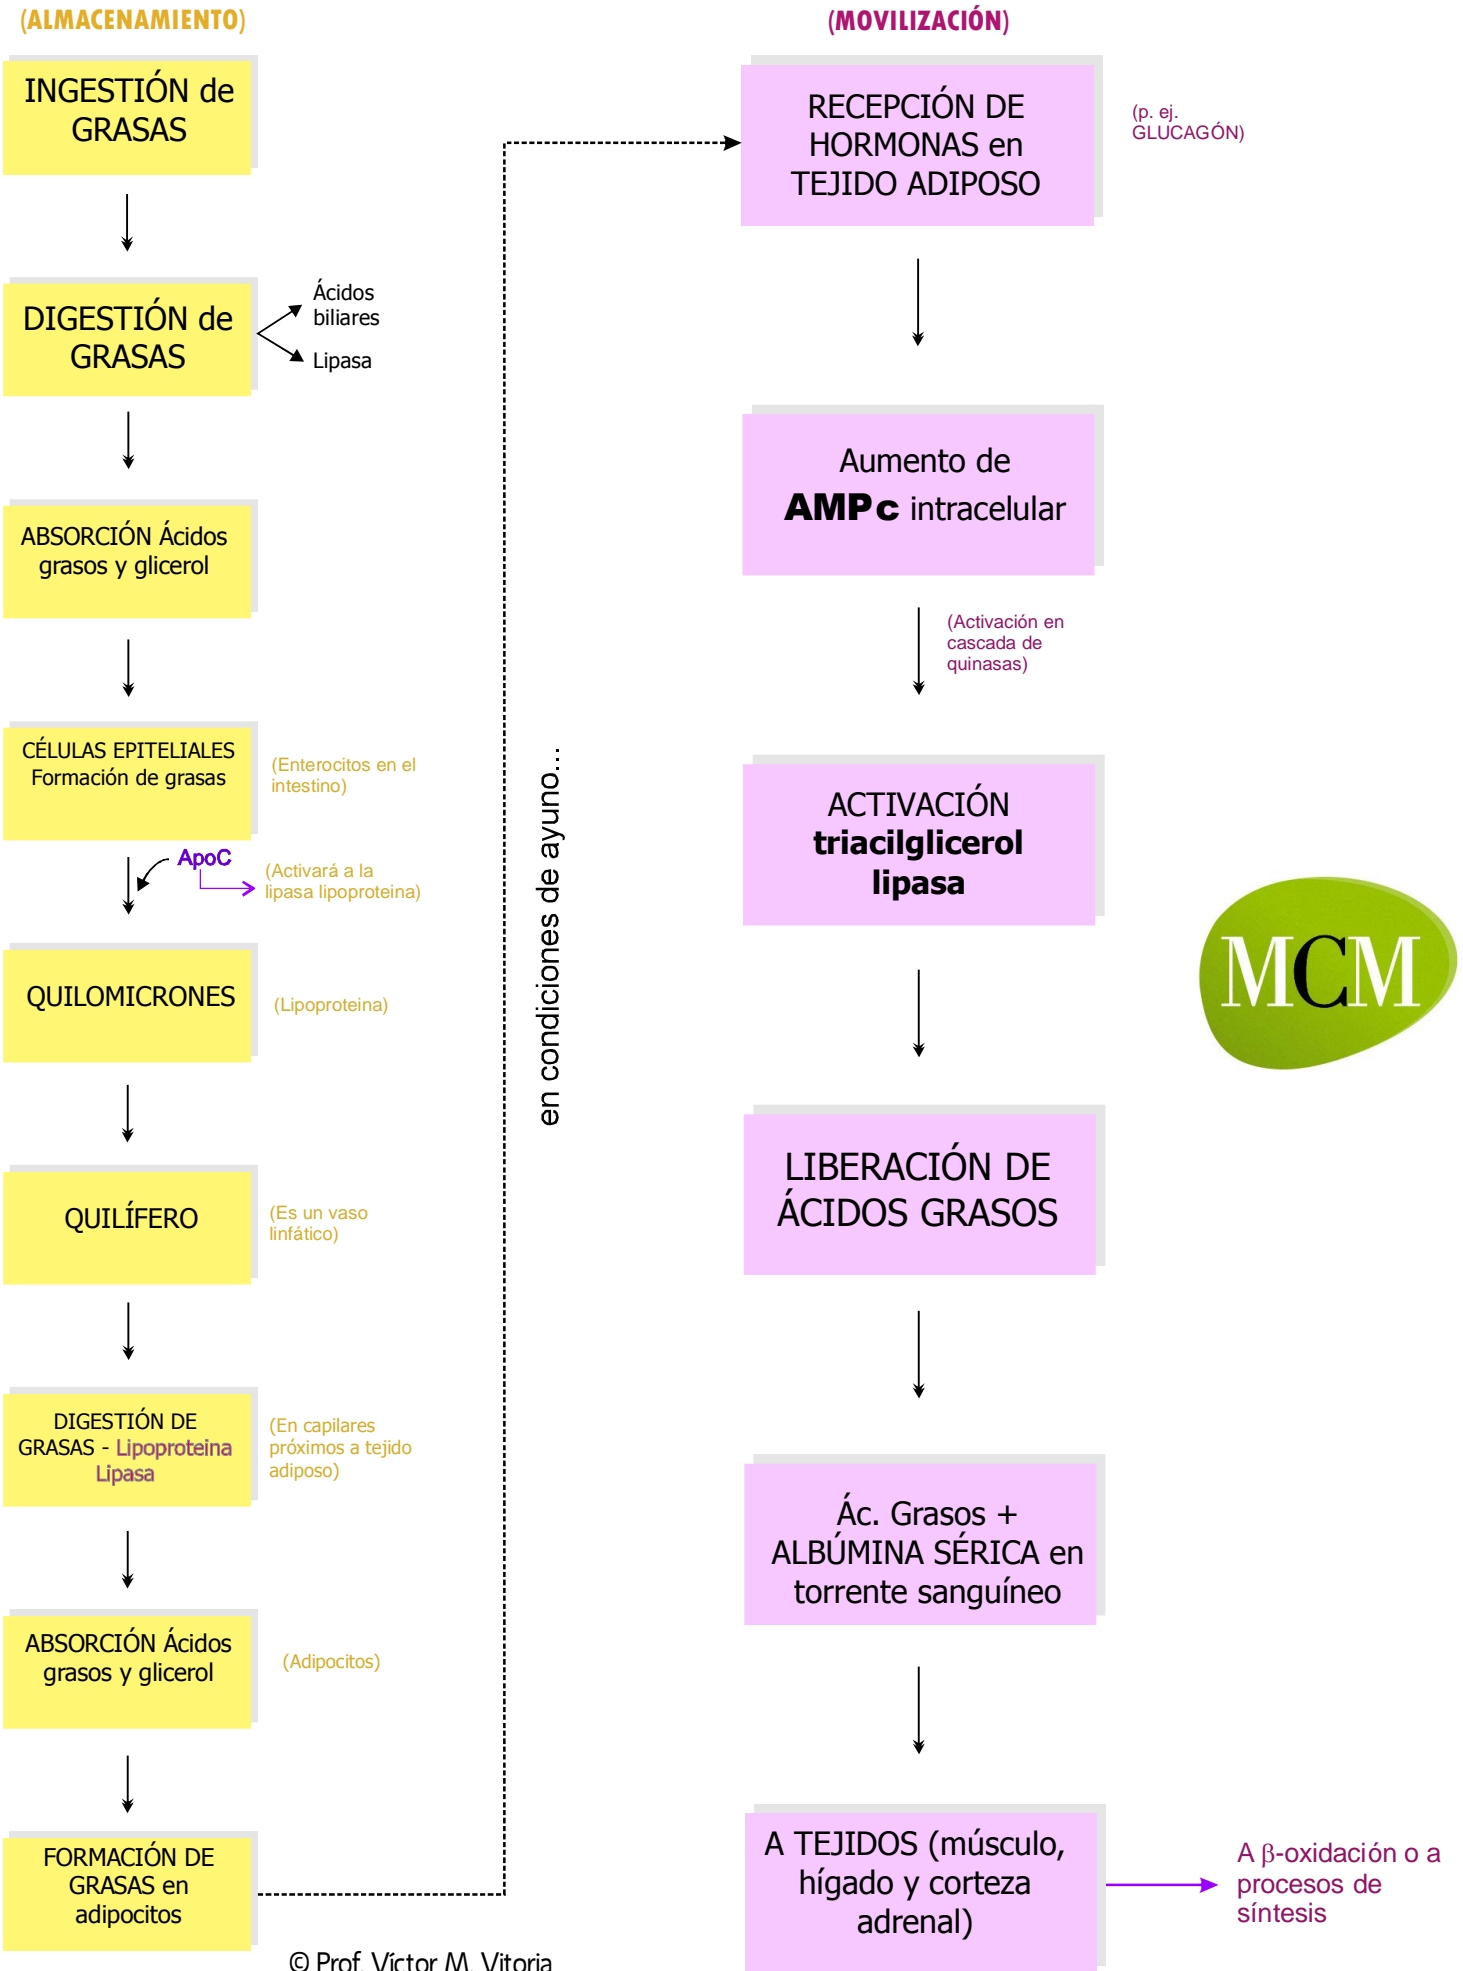 (ALMACENAMIENTO)
INGESTIÓN de
GRASAS
DIGESTIÓN de
GRASAS
Ácidos
biliares
Lipasa
ABSORCIÓN Ácidos
grasos y glicerol
CÉLULAS EPITELIALES
Formación de grasas
(Enterocitos en el
intestino)
ApoC
(Activará a la
lipasa lipoproteina)
QUILOMICRONES
(Lipoproteina)
QUILÍFERO
(Es un vaso
linfático)
DIGESTIÓN DE
GRASAS - Lipoproteina
Lipasa
(En capilares
próximos a tejido
adiposo)
ABSORCIÓN Ácidos
grasos y glicerol
(Adipocitos)
FORMACIÓN DE
GRASAS en
adipocitos
© Prof. Víctor M. Vitoria
en condiciones de ayuno...
(MOVILIZACIÓN)
RECEPCIÓN DE
HORMONAS en
TEJIDO ADIPOSO
(p. ej.
GLUCAGÓN)
Aumento de
AMPc intracelular
(Activación en
cascada de
quinasas)
ACTIVACIÓN
triacilglicerol
lipasa
MCM
LIBERACIÓN DE
ÁCIDOS GRASOS
Ác. Grasos +
ALBÚMINA SÉRICA en
torrente sanguíneo
A TEJIDOS (músculo,
hígado y corteza
adrenal)
A β-oxidación o a
procesos de
síntesis